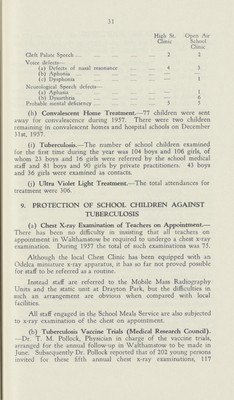 31
High St. Open Air
Clinic School
Clinic
Cleft Palate Speech ... 2 2
Voice defects—
(a) Defects of nasal resonance 4 3
(b) Aphonia
(c) Dysphonia 1
Neurological Speech defects—
(a) Aphasia 1
(b) Dysarthria 6
Probable mental deficiency 3 5
(h) Convalescent Home Treatment.—77 children were sent
away for convalescence during 1957. There were two children
remaining in convalescent homes and hospital schools on December
31st, 1957.
(i) Tuberculosis.—The number of school children examined
for the first time during the year was 104 boys and 106 girls, of
whom 23 boys and 16 girls were referred by the school medical
staff and 81 boys and 90 girls by private practitioners. 43 boys
and 36 girls were examined as contacts.
(j) Ultra Violet Light Treatment.—The total attendances for
treatment were 306.
9. PROTECTION OF SCHOOL CHILDREN AGAINST
TUBERCULOSIS
(a) Chest X-ray Examination of Teachers on Appointment.—
There has been no difficulty in insisting that all teachers on
appointment in Walthamstow be required to undergo a chest x-ray
examination. During 1957 the total of such examinations was 73.
Although the local Chest Clinic has been equipped with an
Odelca miniature x-ray apparatus, it has so far not proved possible
for staff to be referred as a routine.
Instead staff are referred to the Mobile Mass Radiography
Units and the static unit at Drayton Park, but the difficulties in
such an arrangement are obvious when compared with local
facilities.
All staff engaged in the School Meals Service are also subjected
to x-ray examination of the chest on appointment.
(b) Tuberculosis Vaccine Trials (Medical Research Council).
—Dr. T. M. Pollock, Physician in charge of the vaccine trials,
arranged for the annual follow-up in Walthamstow to be made in
June. Subsequently Dr. Pollock reported that of 202 young persons
invited for these fifth annual chest x-ray examinations, 117